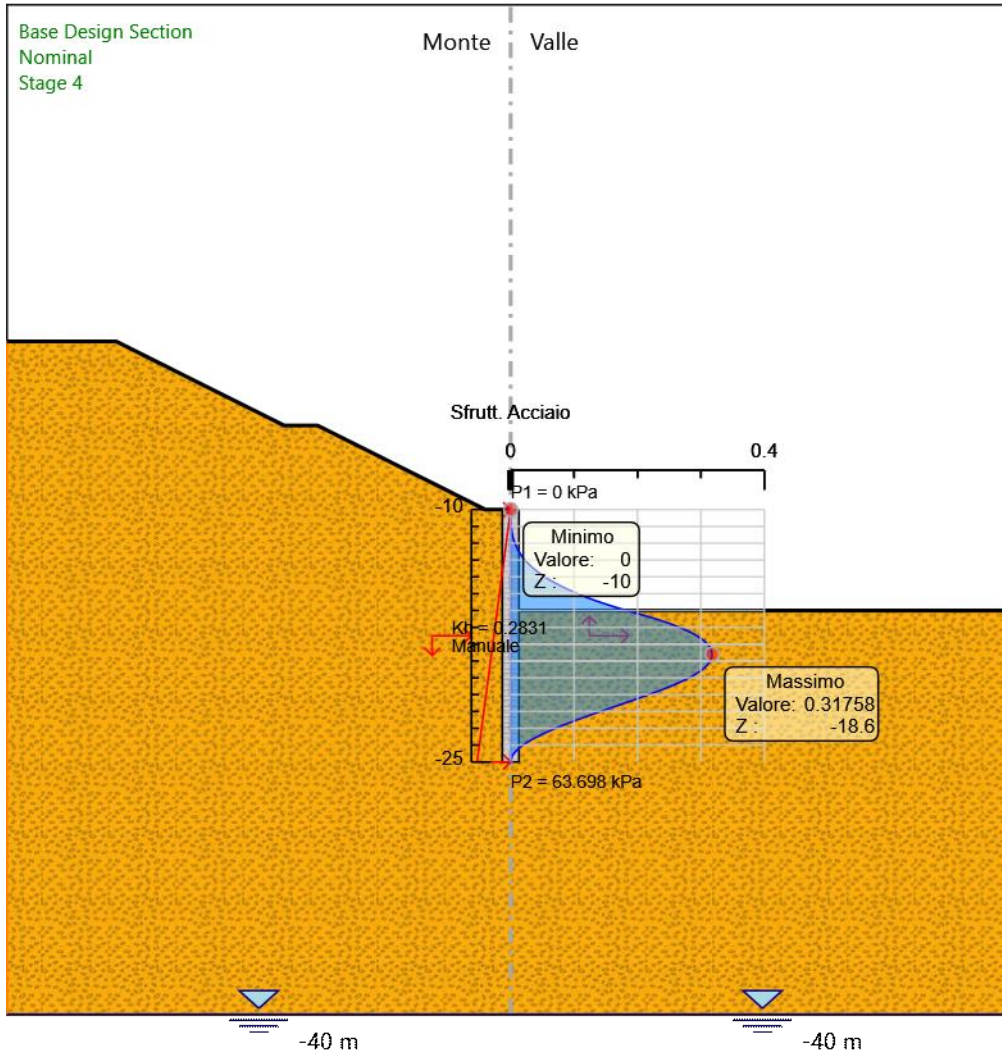 Base Design Section
Nominal
Stage 4
Monte
Valle
Sfrutt. Acciaio
0
0.4
P1 = 0 kPa
-10
Minimo
Valore: 0
Z : -10
Kh = 0.2831
Manuale
Massimo
Valore: 0.31758
Z : -18.6
-25
P2 = 63.698 kPa
-40 m
-40 m